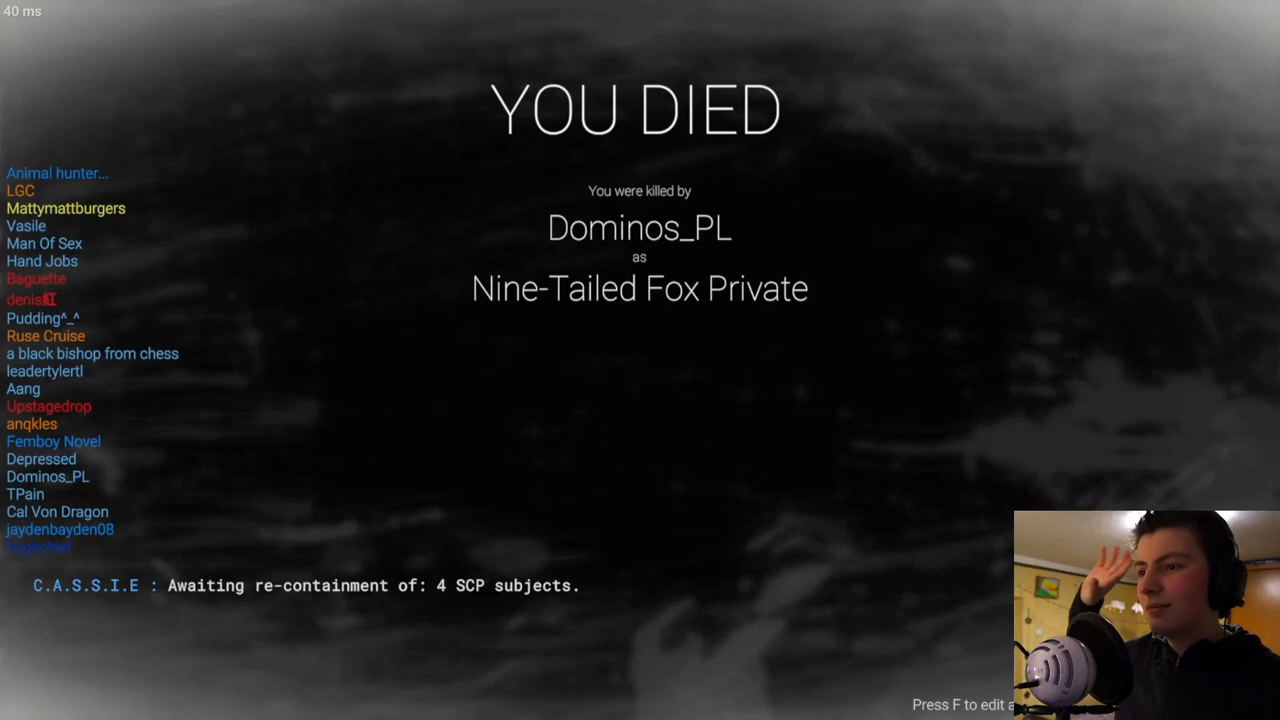 40 ms
YOU DIED
You were killed by
Dominos_PL
as
Nine-Tailed Fox Private
Animal hunter...
LGC
Mattymattburgers
Vasile
Man Of Sex
Hand Jobs
Baguette
denis
Pudding^_^
Ruse Cruise
a black bishop from chess
leadertylertl
Aang
Upstagedrop
anqkles
Femboy Novel
Depressed
Dominos_PL
TPain
Cal Von Dragon
jaydenbayden08
C.A.S.S.I.E : Awaiting re-containment of: 4 SCP subjects.
Press F to edit a